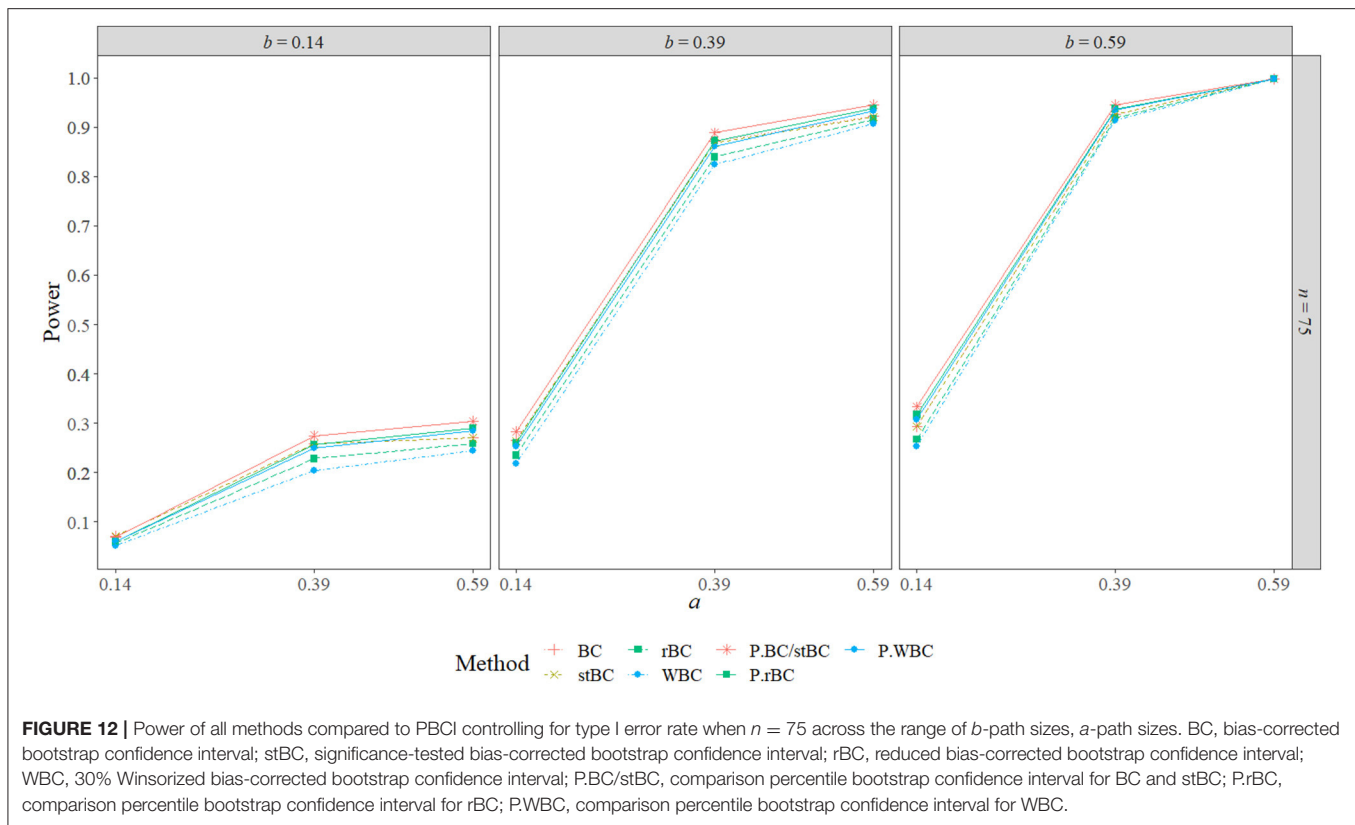 b = 0.14
b = 0.39
b = 0.59
n = 75
Power
1.0
0.9
0.8
0.7
0.6
0.5
0.4
0.3
0.2
0.1
0.14 0.39 0.59
0.14 0.39 0.59
0.14 0.39 0.59
a
Method
BC rBC P.BC/stBC P.WBC
stBC WBC P.rBC
FIGURE 12 | Power of all methods compared to PBCI controlling for type I error rate when n = 75 across the range of b-path sizes, a-path sizes. BC, bias-corrected
bootstrap confidence interval; stBC, significance-tested bias-corrected bootstrap confidence interval; rBC, reduced bias-corrected bootstrap confidence interval;
WBC, 30% Winsorized bias-corrected bootstrap confidence interval; P.BC/stBC, comparison percentile bootstrap confidence interval for BC and stBC; P.rBC,
comparison percentile bootstrap confidence interval for rBC; P.WBC, comparison percentile bootstrap confidence interval for WBC.